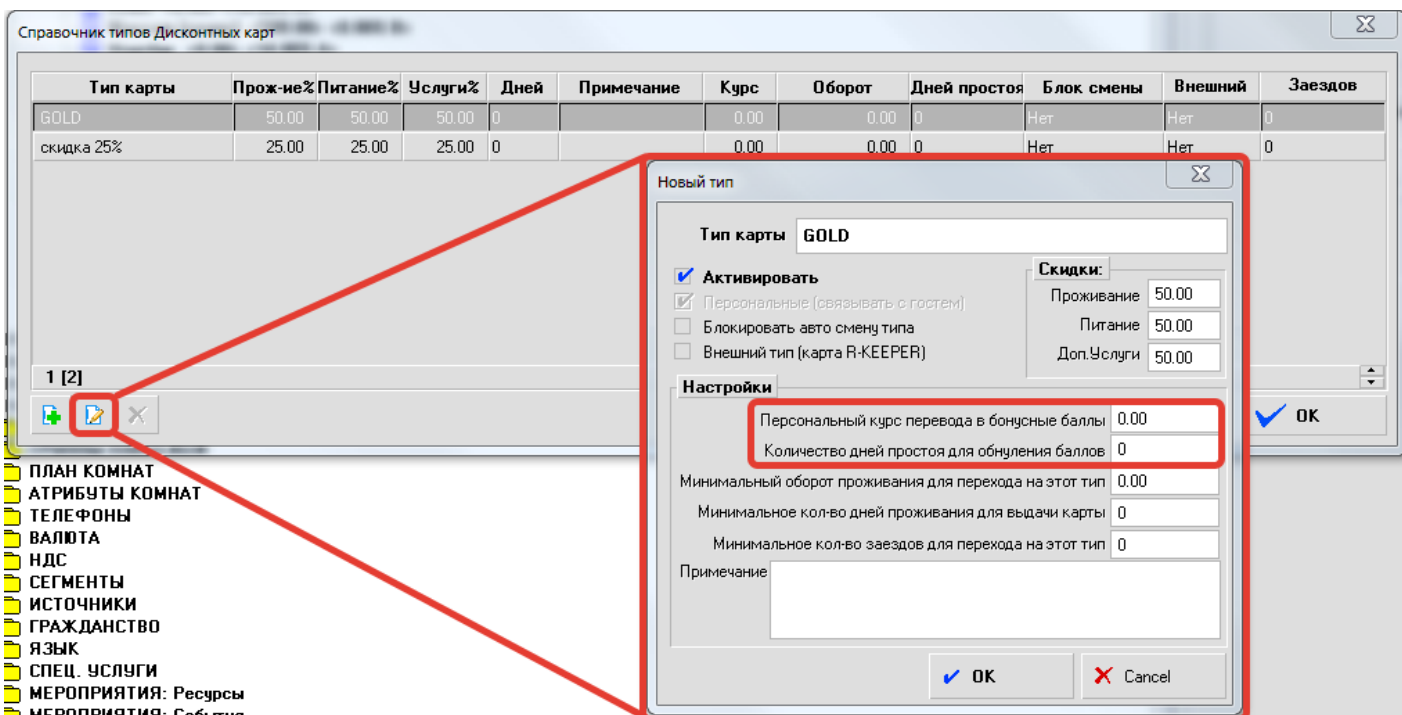 Справочник типов Дисконтных карт
Тип карты Прож-ие% Питание% Услуги% Дней Примечание Курс Оборот Дней простоя Блок смены Внешний Заездов
GOLD 50.00 50.00 50.00 0 0.00 0.00 0 Нет Нет 0
скидка 25% 25.00 25.00 25.00 0 0.00 0.00 0 Нет Нет 0
1 [2]
OK
Новый тип
Тип карты GOLD
Активировать
Персональные (связывать с гостем)
Блокировать авто смену типа
Внешний тип (карта R-KEEPER)
Скидки:
Проживание 50.00
Питание 50.00
Доп.Услуги 50.00
Настройки
Персональный курс перевода в бонусные баллы 0.00
Количество дней простоя для обнуления баллов 0
Минимальный оборот проживания для перехода на этот тип 0.00
Минимальное кол-во дней проживания для выдачи карты 0
Минимальное кол-во заездов для перехода на этот тип 0
Примечание
OK Cancel
ПЛАН КОМНАТ
АТРИБУТЫ КОМНАТ
ТЕЛЕФОНЫ
ВАЛЮТА
НДС
СЕГМЕНТЫ
ИСТОЧНИКИ
ГРАЖДАНСТВО
ЯЗЫК
СПЕЦ. УСЛУГИ
МЕРОПРИЯТИЯ: Ресурсы
МЕРОПРИЯТИЯ: События